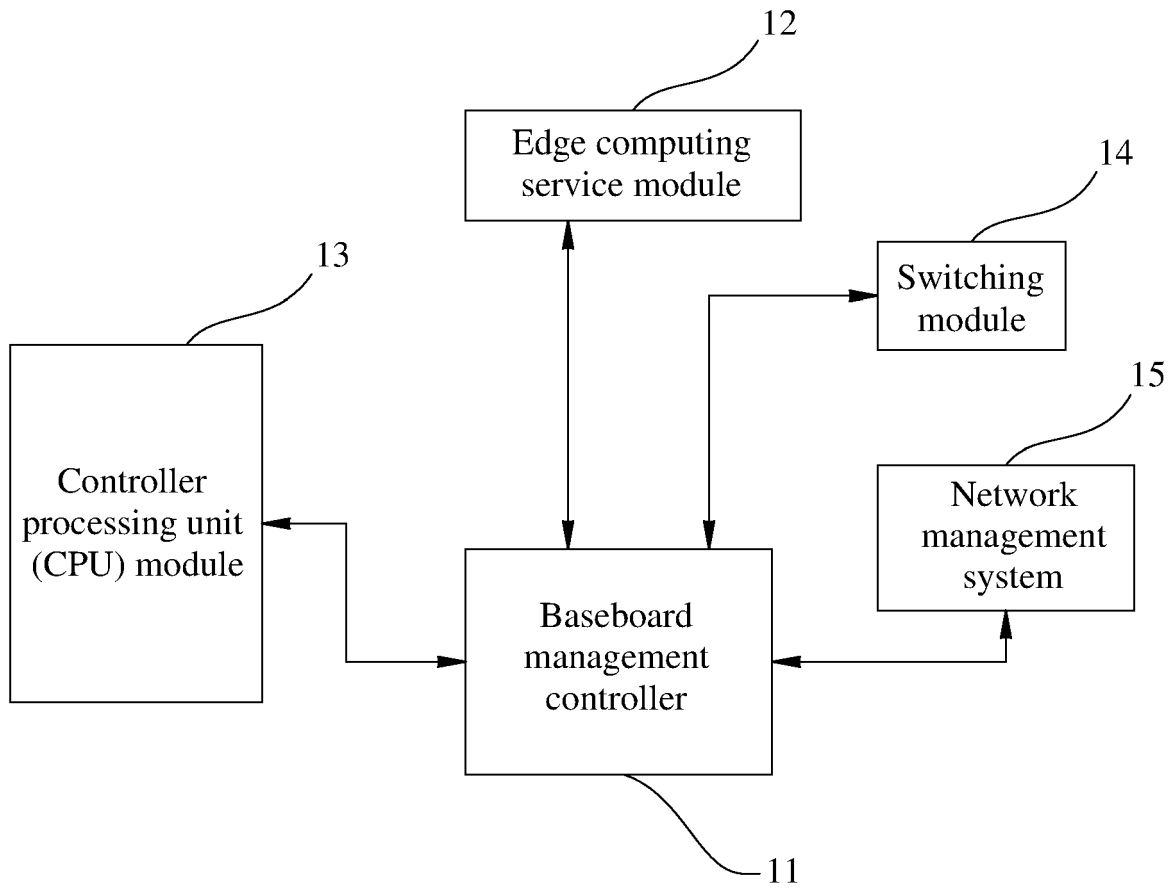 12
Edge computing
service module
14
Switching
module
13
Controller
processing unit
(CPU) module
15
Network
management
system
Baseboard
management
controller
11